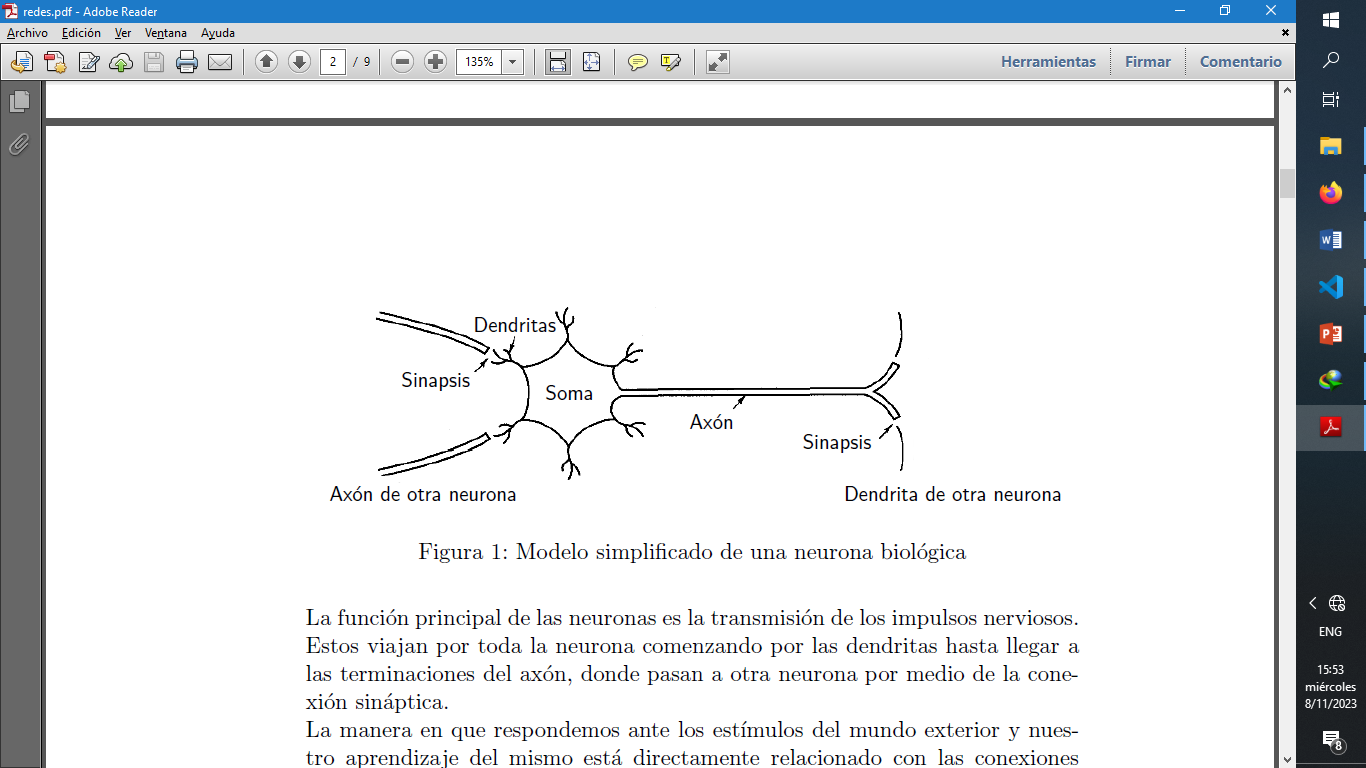 redes.pdf - Adobe Reader
Archivo Edición Ver Ventana Ayuda
2 / 9 135% Herramientas Firmar Comentario
Dendritas
Sinapsis
Soma
Axón
Sinapsis
Axón de otra neurona
Dendrita de otra neurona
Figura 1: Modelo simplificado de una neurona biológica
La función principal de las neuronas es la transmisión de los impulsos nerviosos.
Estos viajan por toda la neurona comenzando por las dendritas hasta llegar a
las terminaciones del axón, donde pasan a otra neurona por medio de la cone-
xión sináptica.
La manera en que respondemos ante los estímulos del mundo exterior y nues-
tro aprendizaje del mismo está directamente relacionado con las conexiones
ENG
15:53
miércoles
8/11/2023
8